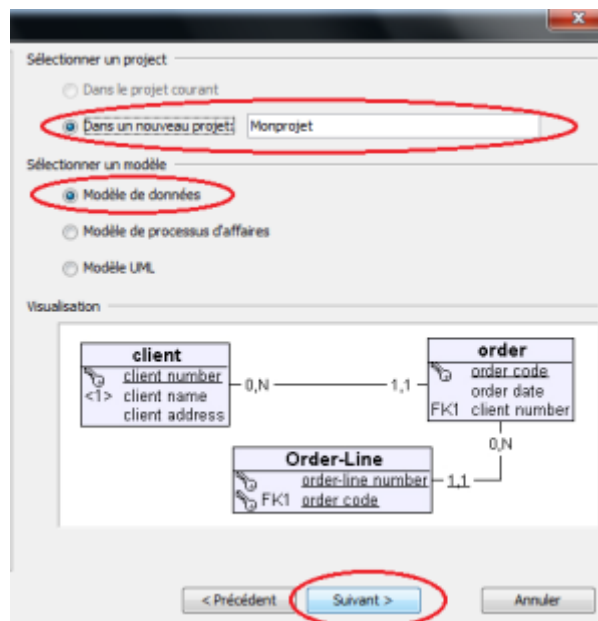 Sélectionner un project
Dans le projet courant
Dans un nouveau projet: Monprojet
Sélectionner un modèle
Modèle de données
Modèle de processus d'affaires
Modèle UML
Visualisation
client
client number
<1> client name
client address
0,N
1,1
order
order code
order date
FK1 client number
0,N
Order-Line
order-line number
FK1 order code
1,1
< Précédent
Suivant >
Annuler